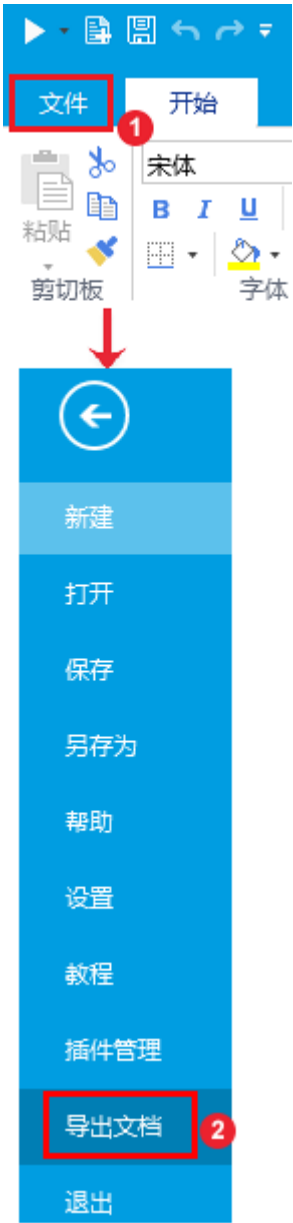 文件
开始
1
宋体
粘贴
B I U
剪切板
字体
新建
打开
保存
另存为
帮助
设置
教程
插件管理
导出文档
2
退出